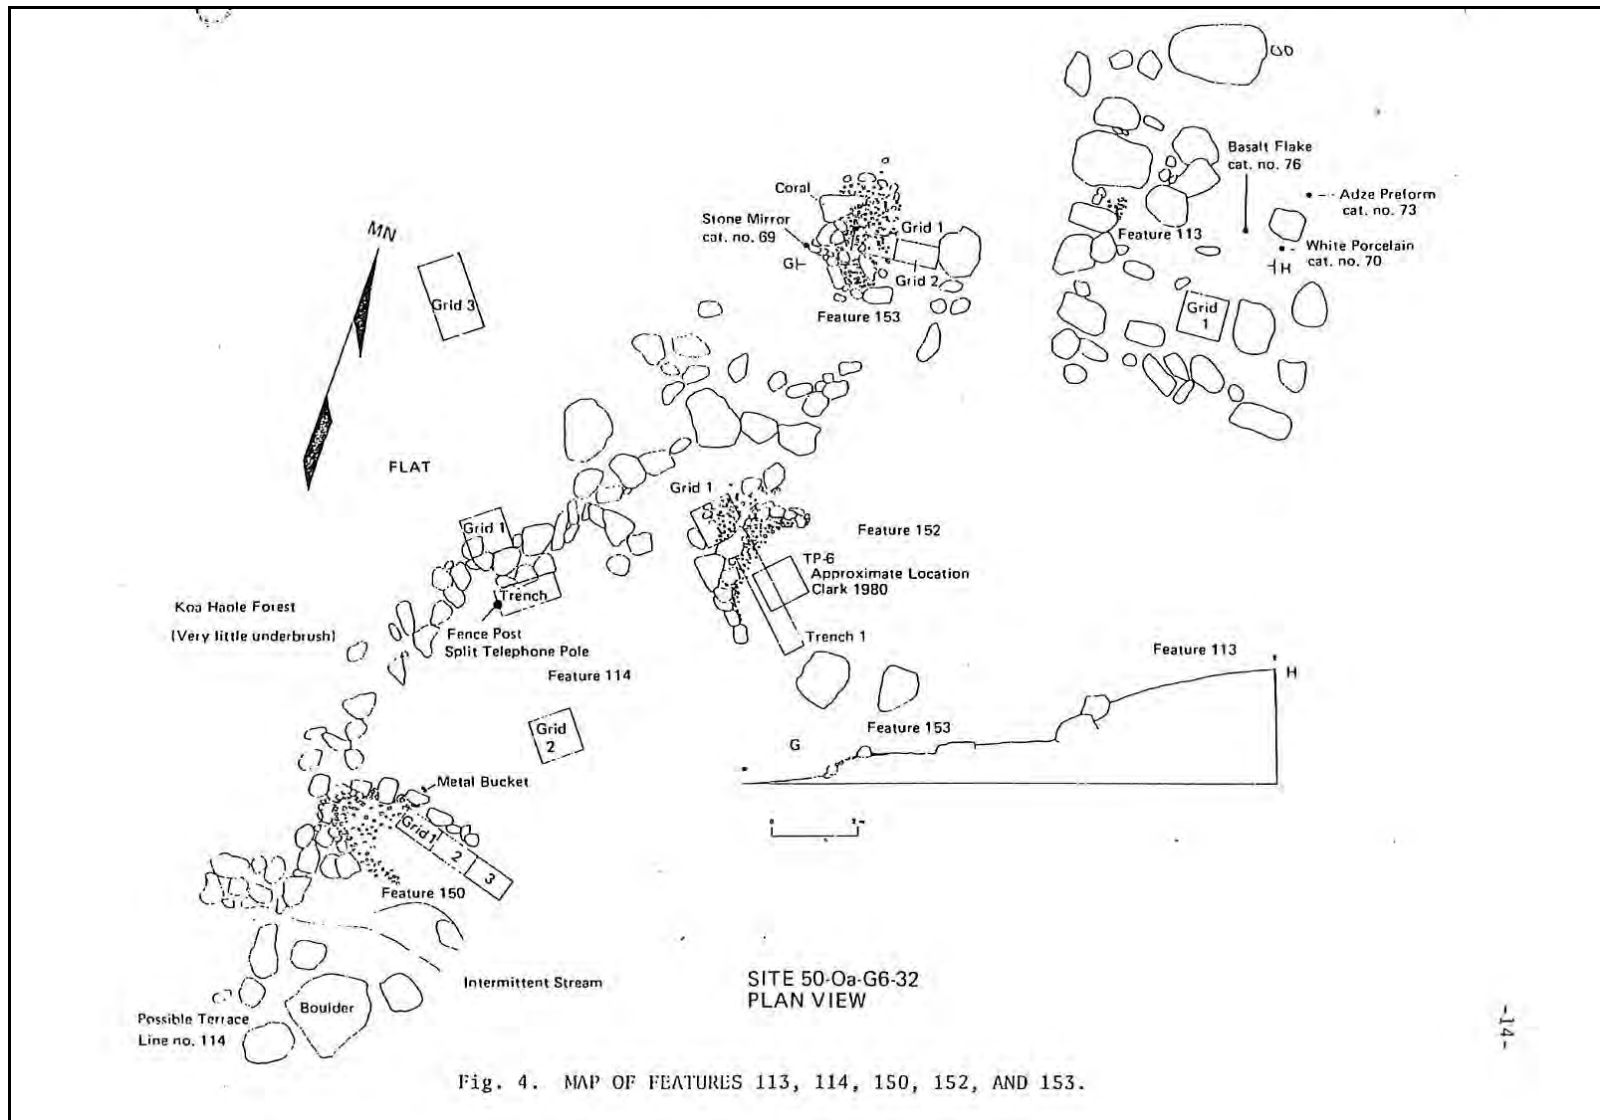 Coral
Stone Mirror
cat. no. 69
G
Grid 1
Grid 2
Feature 153
Basalt Flake
cat. no. 76
Adze Preform
cat. no. 73
Feature 113
White Porcelain
cat. no. 70
H
Grid
1
MN
Grid 3
FLAT
Grid 1
Trench
Fence Post
Split Telephone Pole
Feature 114
Koa Haole Forest
(Very little underbrush)
Grid 1
Feature 152
TP-6
Approximate Location
Clark 1980
Trench 1
Feature 113
H
Feature 153
G
Grid
2
Metal Bucket
Grid 1
2
3
Feature 150
Intermittent Stream
Boulder
Possible Terrace
Line no. 114
SITE 50-Oa-G6-32
PLAN VIEW
-14-
Fig. 4. MAP OF FEATURES 113, 114, 150, 152, AND 153.